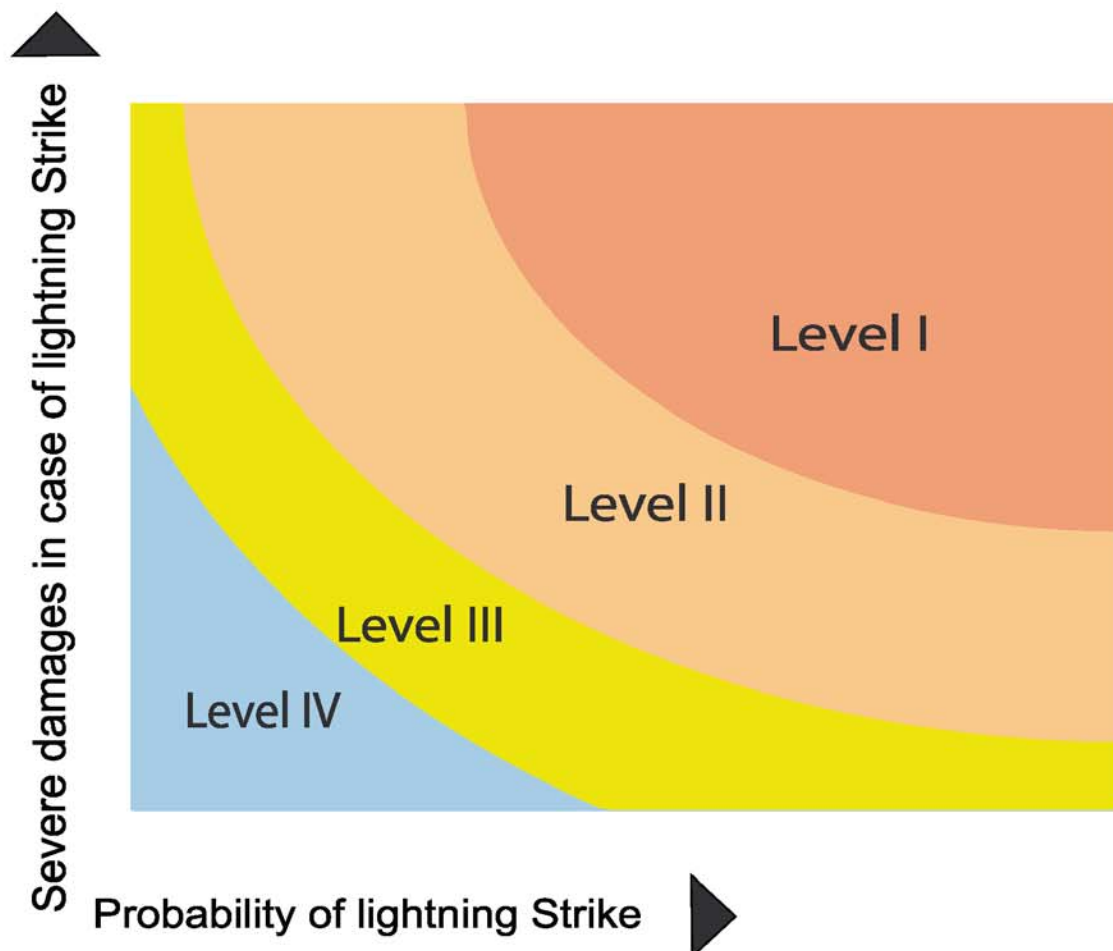 Severe damages in case of lightning Strike
Level I
Level II
Level III
Level IV
Probability of lightning Strike